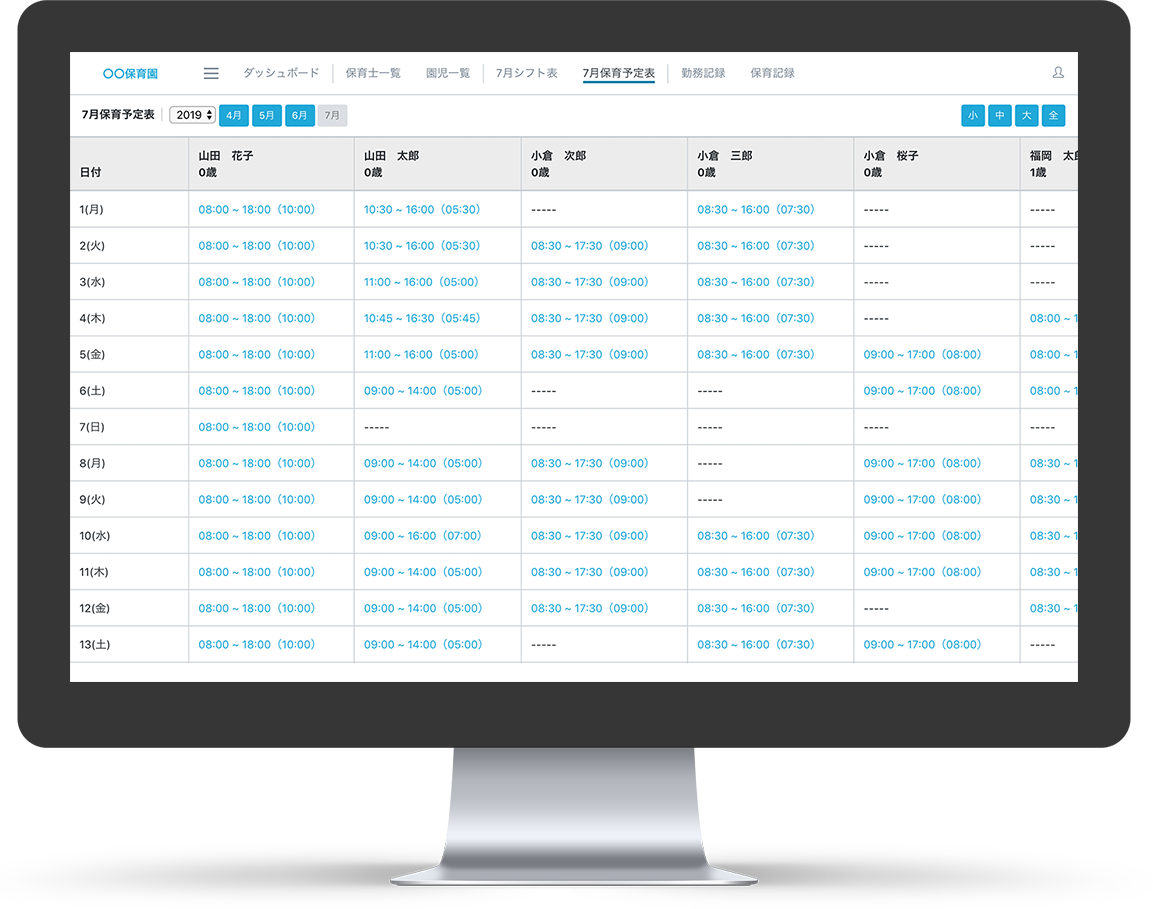 〇〇保育園 ダッシュボード 保育士一覧 園児一覧 7月シフト表 7月保育予定表 勤務記録 保育記録
7月保育予定表 2019 4月 5月 6月 7月 小 中 大 全
日付 山田 花子 0歳 山田 太郎 0歳 小倉 次郎 0歳 小倉 三郎 0歳 小倉 桜子 0歳 福岡 太 1歳
1(月) 08:00 ~ 18:00（10:00） 10:30 ~ 16:00（05:30） ----- 08:30 ~ 16:00（07:30） ----- -----
2(火) 08:00 ~ 18:00（10:00） 10:30 ~ 16:00（05:30） 08:30 ~ 17:30（09:00） 08:30 ~ 16:00（07:30） ----- -----
3(水) 08:00 ~ 18:00（10:00） 11:00 ~ 16:00（05:00） 08:30 ~ 17:30（09:00） 08:30 ~ 16:00（07:30） ----- -----
4(木) 08:00 ~ 18:00（10:00） 10:45 ~ 16:30（05:45） 08:30 ~ 17:30（09:00） 08:30 ~ 16:00（07:30） ----- 08:00 ~ 1
5(金) 08:00 ~ 18:00（10:00） 11:00 ~ 16:00（05:00） 08:30 ~ 17:30（09:00） 08:30 ~ 16:00（07:30） 09:00 ~ 17:00（08:00） 08:00 ~ 1
6(土) 08:00 ~ 18:00（10:00） 09:00 ~ 14:00（05:00） ----- ----- 09:00 ~ 17:00（08:00） 08:00 ~ 1
7(日) 08:00 ~ 18:00（10:00） ----- ----- ----- ----- -----
8(月) 08:00 ~ 18:00（10:00） 09:00 ~ 14:00（05:00） 08:30 ~ 17:30（09:00） ----- 09:00 ~ 17:00（08:00） 08:30 ~ 1
9(火) 08:00 ~ 18:00（10:00） 09:00 ~ 14:00（05:00） 08:30 ~ 17:30（09:00） ----- 09:00 ~ 17:00（08:00） 08:30 ~ 1
10(水) 08:00 ~ 18:00（10:00） 09:00 ~ 16:00（07:00） 08:30 ~ 17:30（09:00） 08:30 ~ 16:00（07:30） 09:00 ~ 17:00（08:00） 08:30 ~ 1
11(木) 08:00 ~ 18:00（10:00） 09:00 ~ 14:00（05:00） 08:30 ~ 17:30（09:00） 08:30 ~ 16:00（07:30） 09:00 ~ 17:00（08:00） 08:30 ~ 1
12(金) 08:00 ~ 18:00（10:00） 09:00 ~ 14:00（05:00） 08:30 ~ 17:30（09:00） 08:30 ~ 16:00（07:30） ----- 08:30 ~ 1
13(土) 08:00 ~ 18:00（10:00） 09:00 ~ 14:00（05:00） ----- 08:30 ~ 16:00（07:30） 09:00 ~ 17:00（08:00） -----